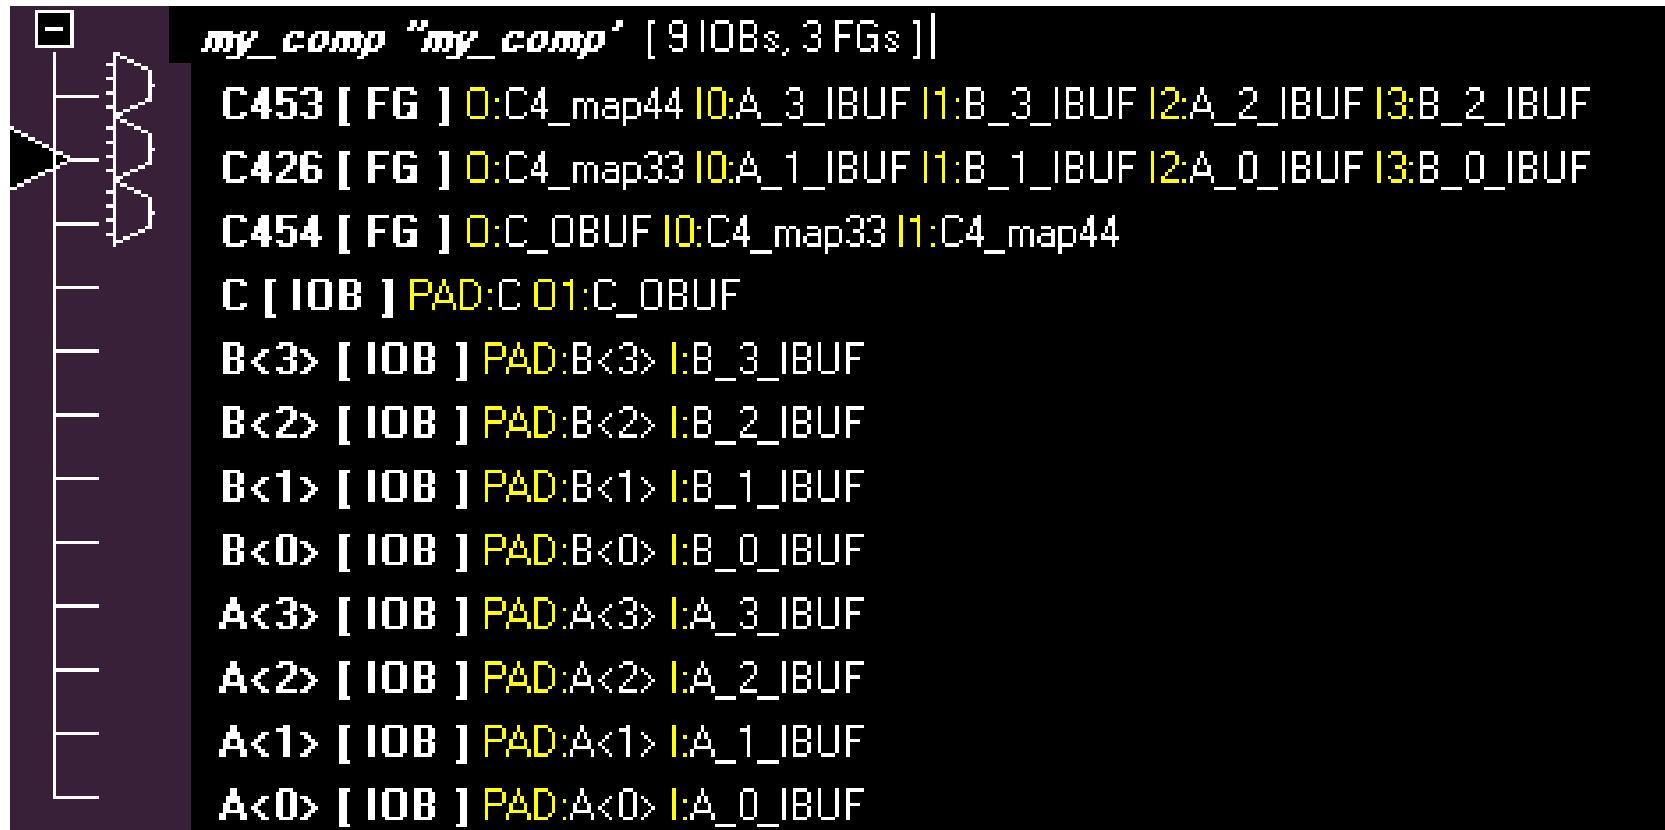 my_comp "my_comp" [ 9 IOBs, 3 FGs ]
C453 [ FG ] O:C4_map44 I0:A_3_IBUF I1:B_3_IBUF I2:A_2_IBUF I3:B_2_IBUF
C426 [ FG ] O:C4_map33 I0:A_1_IBUF I1:B_1_IBUF I2:A_0_IBUF I3:B_0_IBUF
C454 [ FG ] O:C_OBUF I0:C4_map33 I1:C4_map44
C [ IOB ] PAD:C O1:C_OBUF
B<3> [ IOB ] PAD:B<3> I:B_3_IBUF
B<2> [ IOB ] PAD:B<2> I:B_2_IBUF
B<1> [ IOB ] PAD:B<1> I:B_1_IBUF
B<0> [ IOB ] PAD:B<0> I:B_0_IBUF
A<3> [ IOB ] PAD:A<3> I:A_3_IBUF
A<2> [ IOB ] PAD:A<2> I:A_2_IBUF
A<1> [ IOB ] PAD:A<1> I:A_1_IBUF
A<0> [ IOB ] PAD:A<0> I:A_0_IBUF